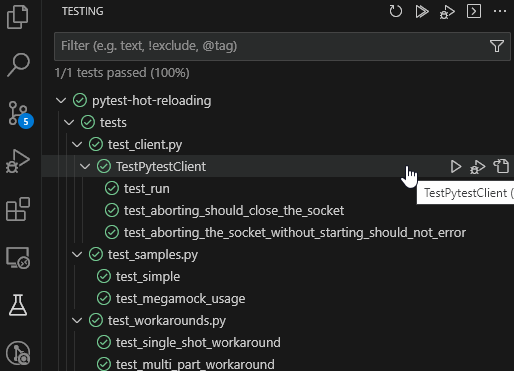 TESTING
Filter (e.g. text, !exclude, @tag)
1/1 tests passed (100%)
pytest-hot-reloading
5
tests
test_client.py
TestPytestClient
TestPytestClient (
test_run
test_aborting_should_close_the_socket
test_aborting_the_socket_without_starting_should_not_error
test_samples.py
test_simple
test_megamock_usage
test_workarounds.py
test_single_shot_workaround
test_multi_part_workaround